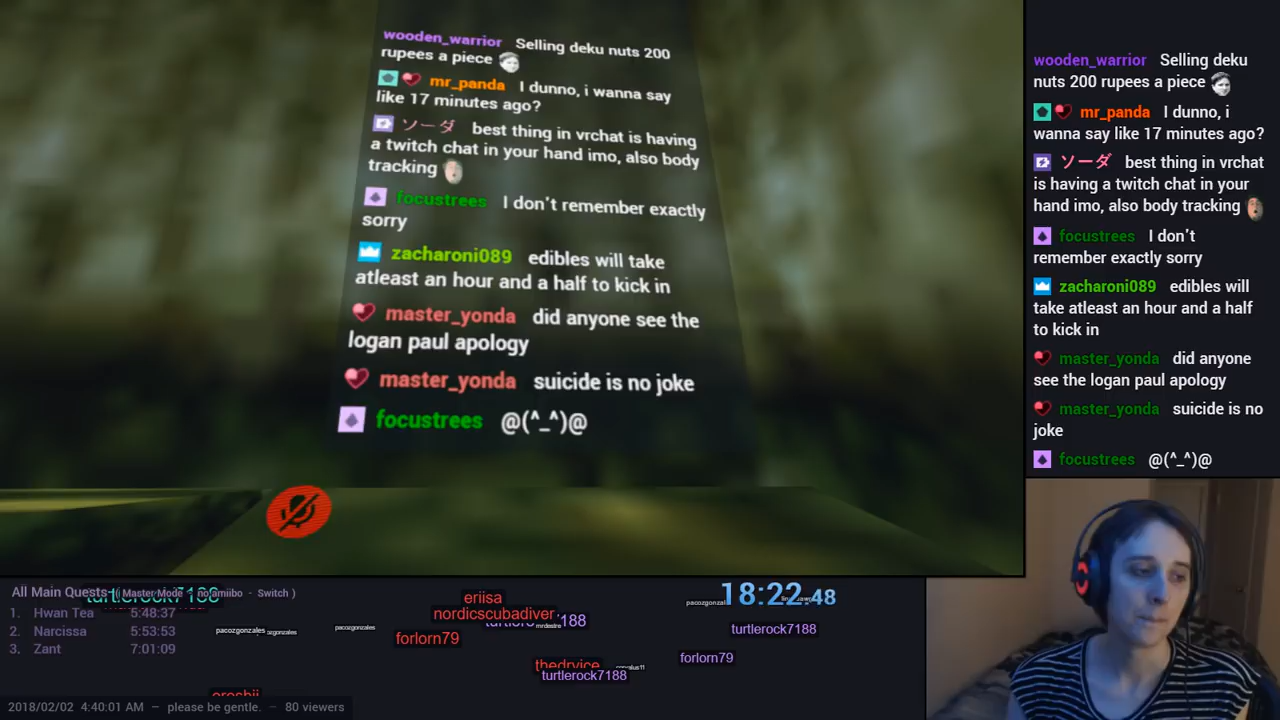 wooden_warrior Selling deku nuts 200
rupees a piece
mr_panda I dunno, i wanna say
like 17 minutes ago?
ソーダ best thing in vrchat is having
a twitch chat in your hand imo, also body
tracking
focustrees I don't remember exactly
sorry
zacharoni089 edibles will take
atleast an hour and a half to kick in
master_yonda did anyone see the
logan paul apology
master_yonda suicide is no joke
focustrees @(^_^)@
wooden_warrior Selling deku
nuts 200 rupees a piece
mr_panda I dunno, i
wanna say like 17 minutes ago?
ソーダ best thing in vrchat
is having a twitch chat in your
hand imo, also body tracking
focustrees I don't
remember exactly sorry
zacharoni089 edibles will
take atleast an hour and a half
to kick in
master_yonda did anyone
see the logan paul apology
master_yonda suicide is no
joke
focustrees @(^_^)@
All Main Quests ( Master Mode - no amiibo - Switch )
turtlerock7188
1. Hwan Tea 5:48:37
2. Narcissa 5:53:53
3. Zant 7:01:09
pacozgonzales
pacozgonzales
eriisa
nordicscubadiver
forlorn79
thedryice
turtlerock7188
18:22.48
turtlerock7188
forlorn79
2018/02/02 4:40:01 AM – please be gentle. – 80 viewers